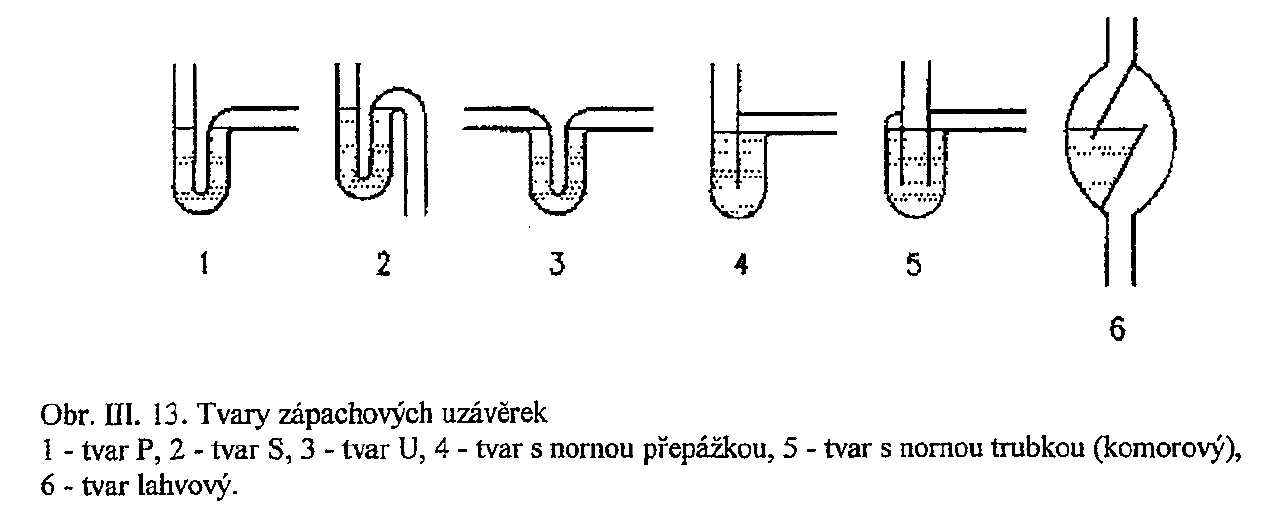 1 2 3 4 5
6
Obr. III. 13. Tvary zápachových uzávěrek
1 - tvar P, 2 - tvar S, 3 - tvar U, 4 - tvar s nornou přepážkou, 5 - tvar s nornou trubkou (komorový),
6 - tvar lahvový.